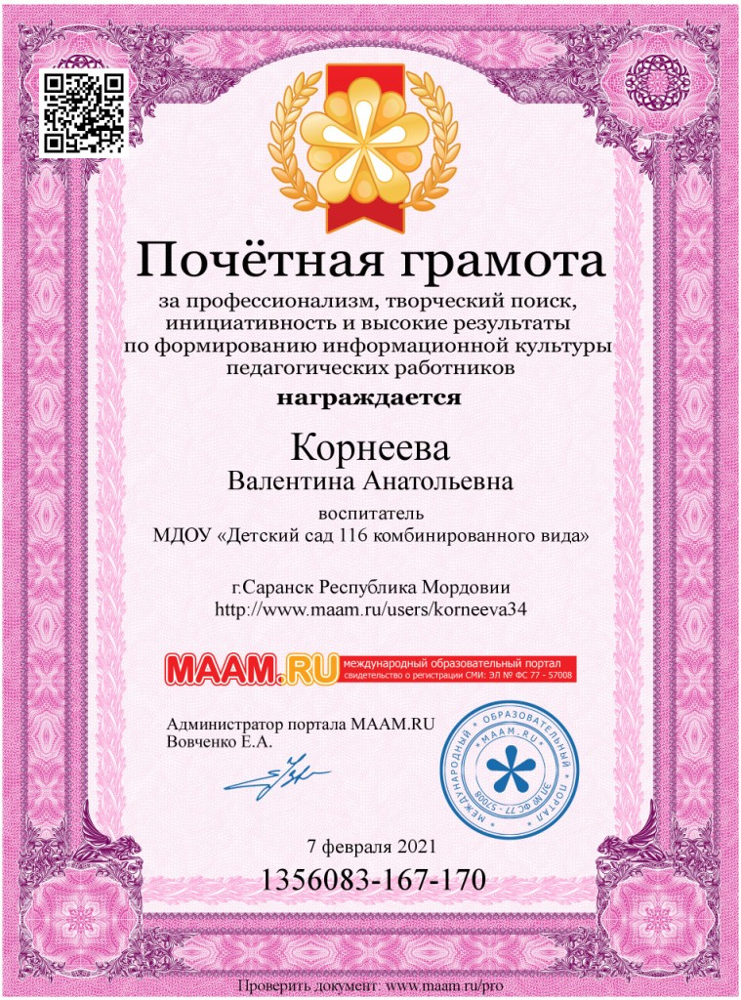 Почётная грамота
за профессионализм, творческий поиск,
инициативность и высокие результаты
по формированию информационной культуры
педагогических работников
награждается
Корнеева
Валентина Анатольевна
воспитатель
МДОУ «Детский сад 116 комбинированного вида»
г.Саранск Республика Мордовии
http://www.maam.ru/users/korneeva34
MAAM.RU международный образовательный портал
свидетельство о регистрации СМИ: ЭЛ № ФС 77 - 57008
Администратор портала MAAM.RU
Вовченко Е.А.
* МЕЖДУНАРОДНЫЙ * ОБРАЗОВАТЕЛЬНЫЙ * ПОРТАЛ *
* MAAM.RU *
ЭЛ № ФС 77 - 57008
7 февраля 2021
1356083-167-170
Проверить документ: www.maam.ru/pro